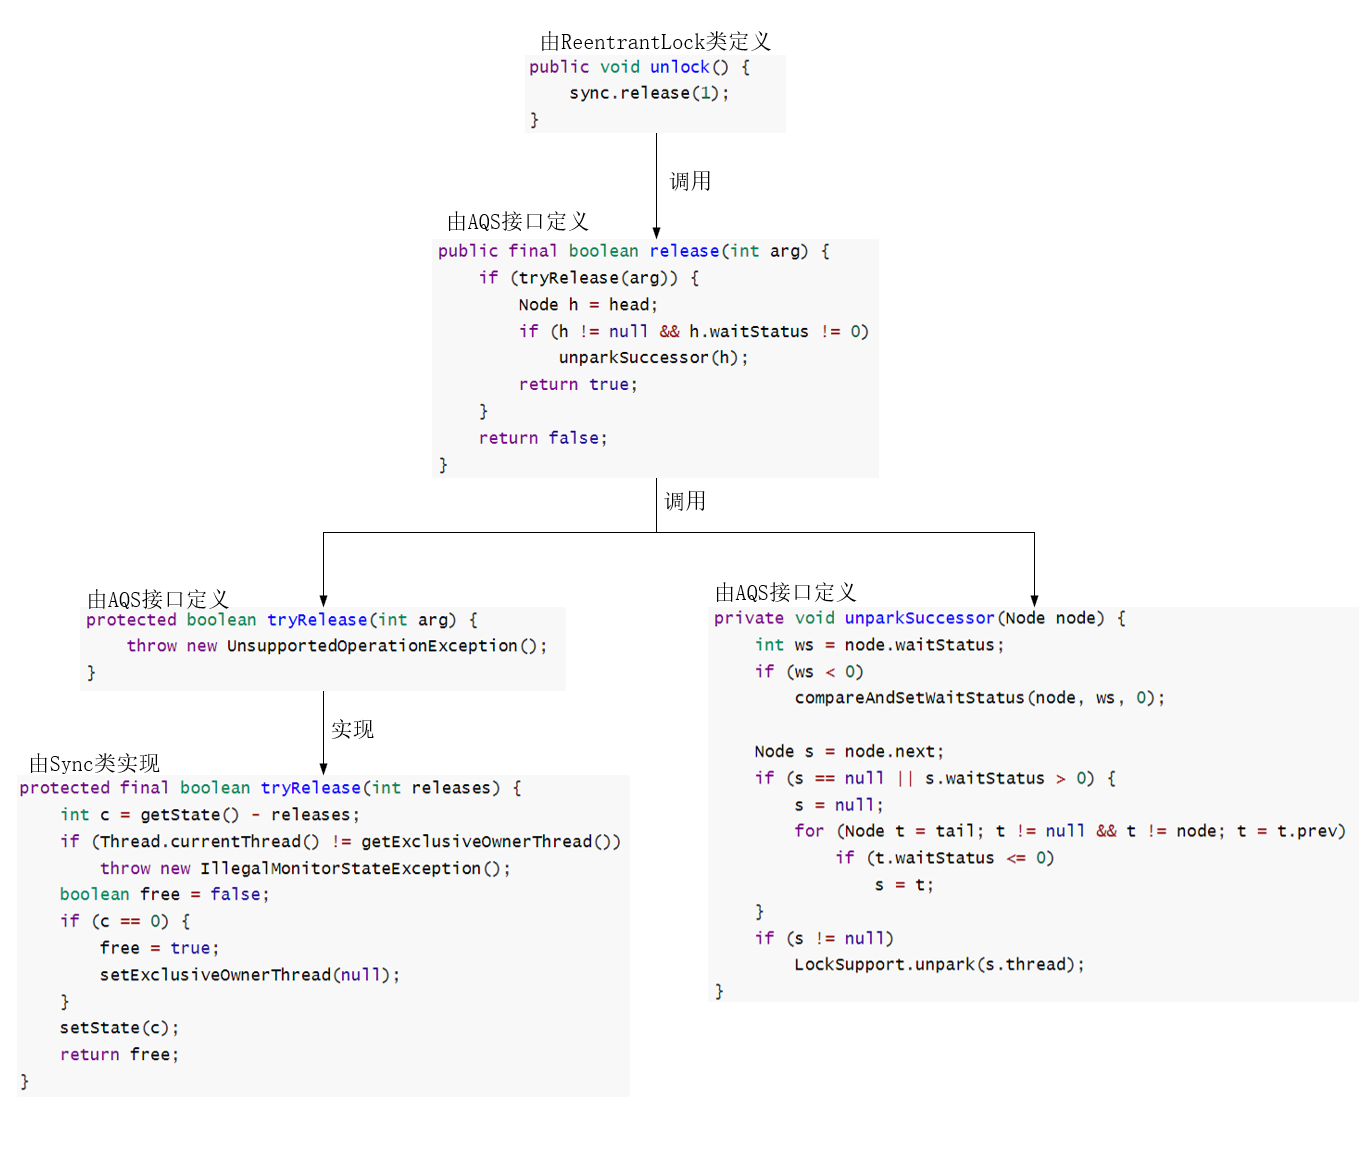 由ReentrantLock类定义
public void unlock() {
    sync.release(1);
}
调用
由AQS接口定义
public final boolean release(int arg) {
    if (tryRelease(arg)) {
        Node h = head;
        if (h != null && h.waitStatus != 0)
            unparkSuccessor(h);
        return true;
    }
    return false;
}
调用
由AQS接口定义
protected boolean tryRelease(int arg) {
    throw new UnsupportedOperationException();
}
实现
由Sync类实现
protected final boolean tryRelease(int releases) {
    int c = getState() - releases;
    if (Thread.currentThread() != getExclusiveOwnerThread())
        throw new IllegalMonitorStateException();
    boolean free = false;
    if (c == 0) {
        free = true;
        setExclusiveOwnerThread(null);
    }
    setState(c);
    return free;
}
由AQS接口定义
private void unparkSuccessor(Node node) {
    int ws = node.waitStatus;
    if (ws < 0)
        compareAndSetWaitStatus(node, ws, 0);
    Node s = node.next;
    if (s == null || s.waitStatus > 0) {
        s = null;
        for (Node t = tail; t != null && t != node; t = t.prev)
            if (t.waitStatus <= 0)
                s = t;
    }
    if (s != null)
        LockSupport.unpark(s.thread);
}